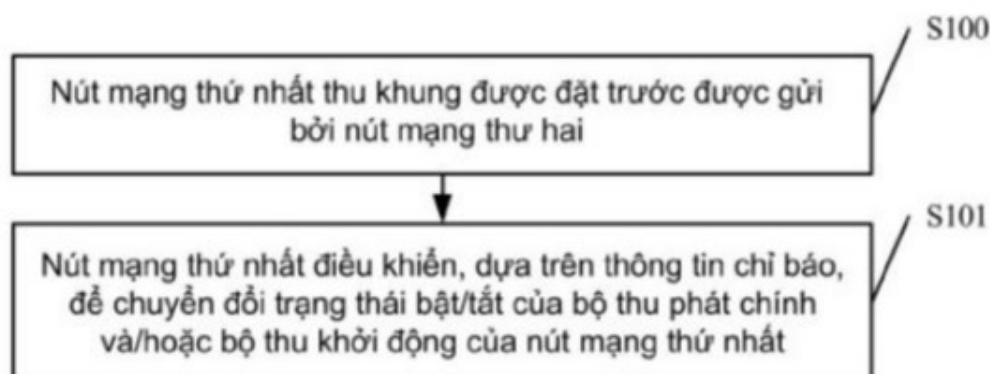 S100
Nút mạng thứ nhất thu khung được đặt trước được gửi
bởi nút mạng thư hai
S101
Nút mạng thứ nhất điều khiển, dựa trên thông tin chỉ báo,
để chuyển đổi trạng thái bật/tắt của bộ thu phát chính
và/hoặc bộ thu khởi động của nút mạng thứ nhất